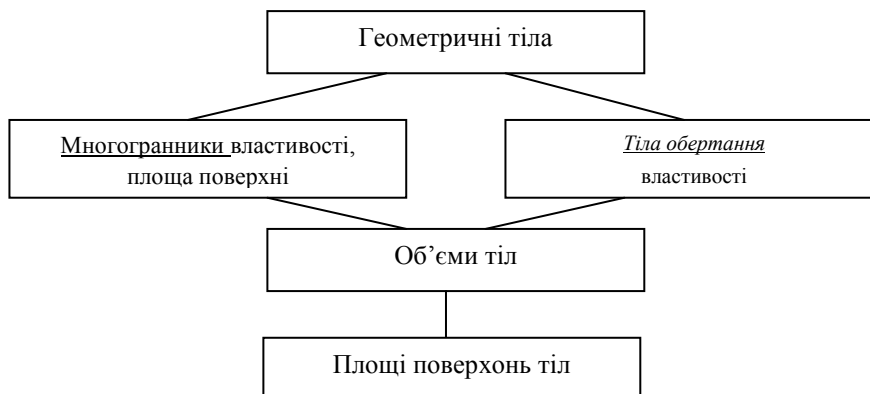 Геометричні тіла
Многогранники властивості,
площа поверхні
Тіла обертання
властивості
Об’єми тіл
Площі поверхонь тіл